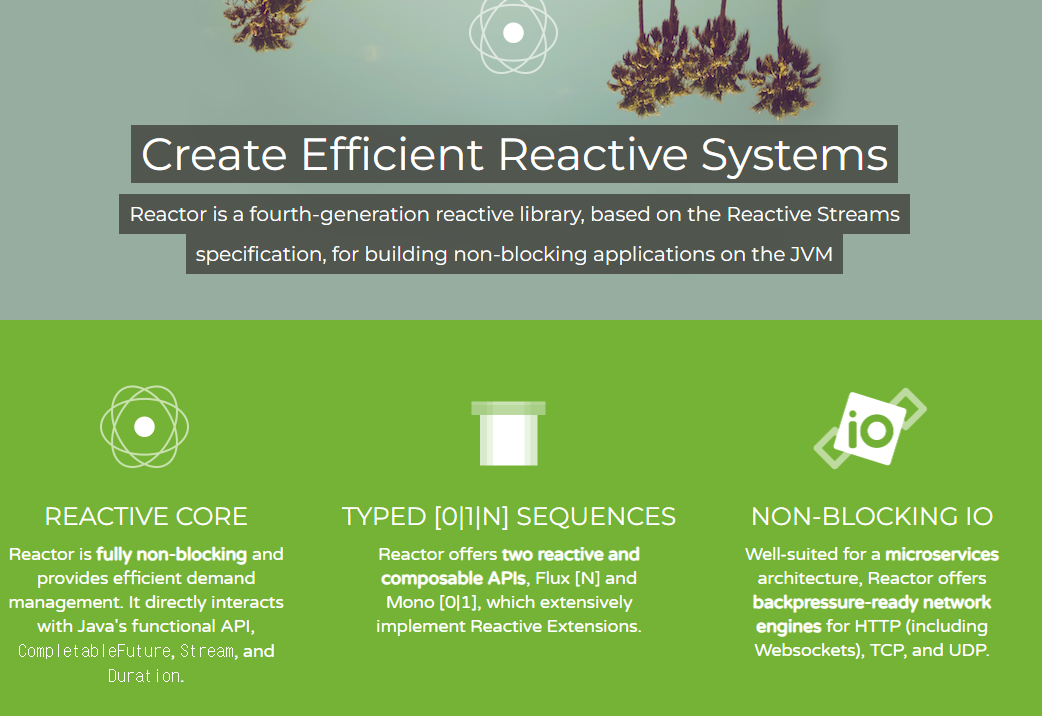 Create Efficient Reactive Systems
Reactor is a fourth-generation reactive library, based on the Reactive Streams
specification, for building non-blocking applications on the JVM
REACTIVE CORE
Reactor is fully non-blocking and
provides efficient demand
management. It directly interacts
with Java's functional API,
CompletableFuture, Stream, and
Duration.
TYPED [0|1|N] SEQUENCES
Reactor offers two reactive and
composable APIs, Flux [N] and
Mono [0|1], which extensively
implement Reactive Extensions.
iO
NON-BLOCKING IO
Well-suited for a microservices
architecture, Reactor offers
backpressure-ready network
engines for HTTP (including
Websockets), TCP, and UDP.